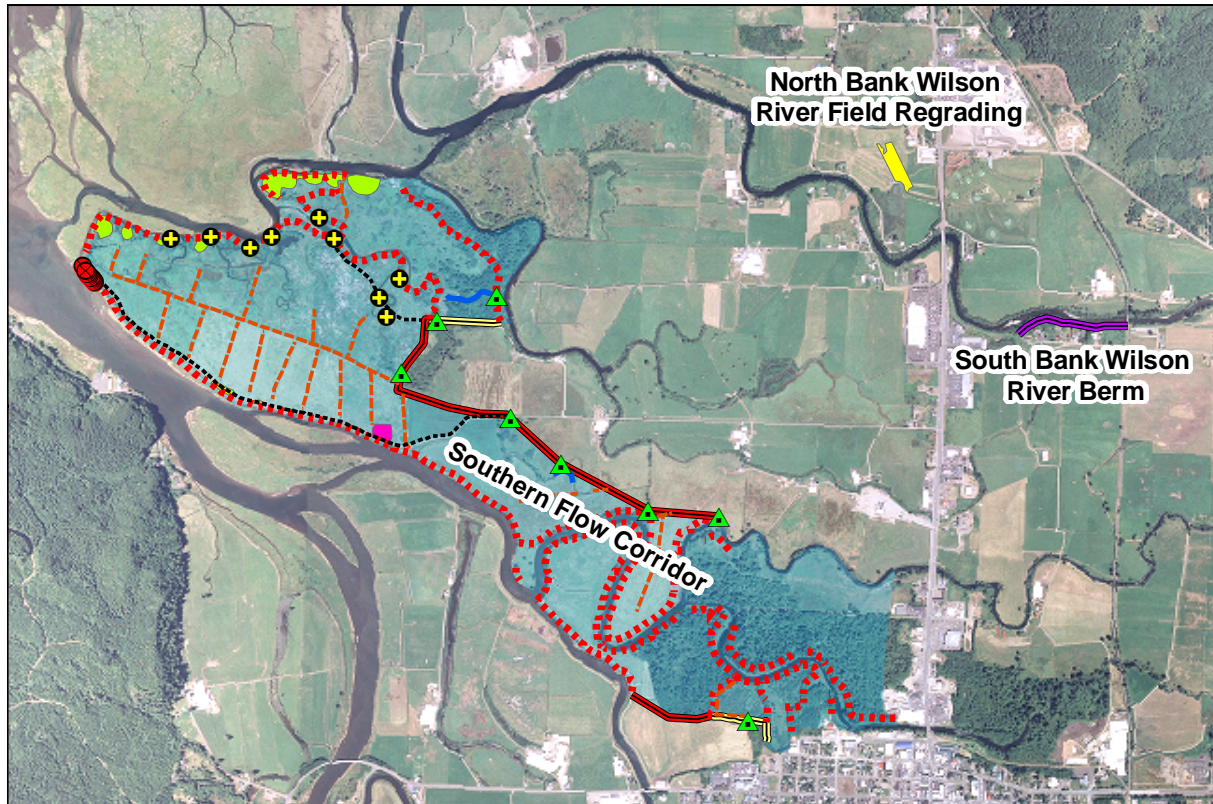 North Bank Wilson
River Field Regrading
South Bank Wilson
River Berm
Southern Flow Corridor